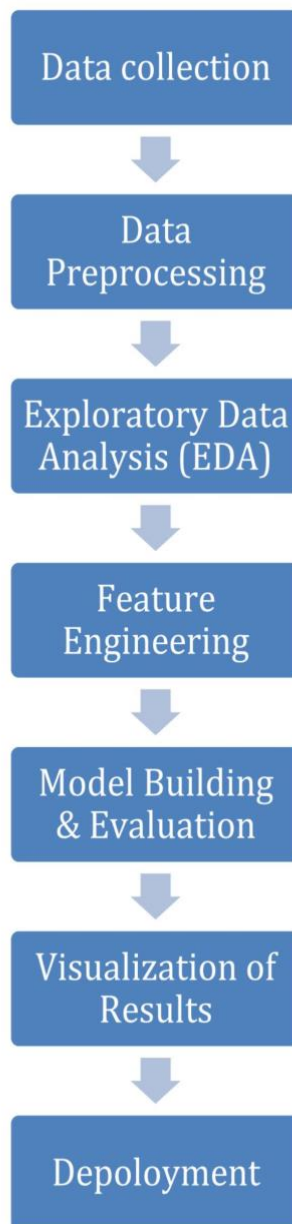 Data collection
Data
Preprocessing
Exploratory Data
Analysis (EDA)
Feature
Engineering
Model Building
& Evaluation
Visualization of
Results
Depoloyment